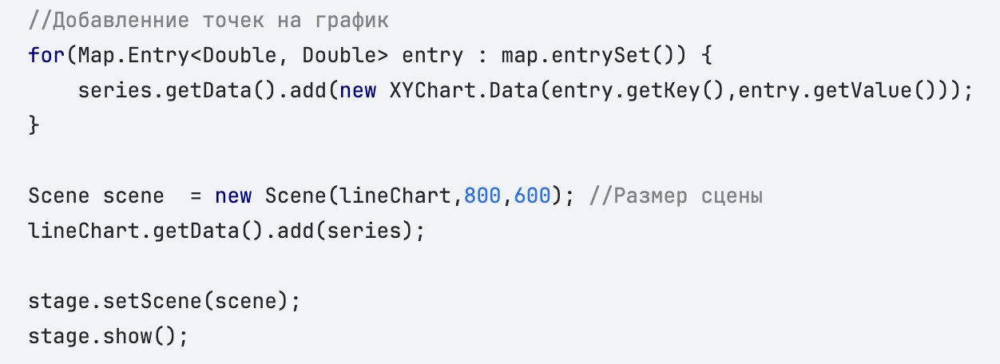 //Добавленние точек на график
for(Map.Entry<Double, Double> entry : map.entrySet()) {
    series.getData().add(new XYChart.Data(entry.getKey(),entry.getValue()));
}
Scene scene  = new Scene(lineChart,800,600); //Размер сцены
lineChart.getData().add(series);
stage.setScene(scene);
stage.show();